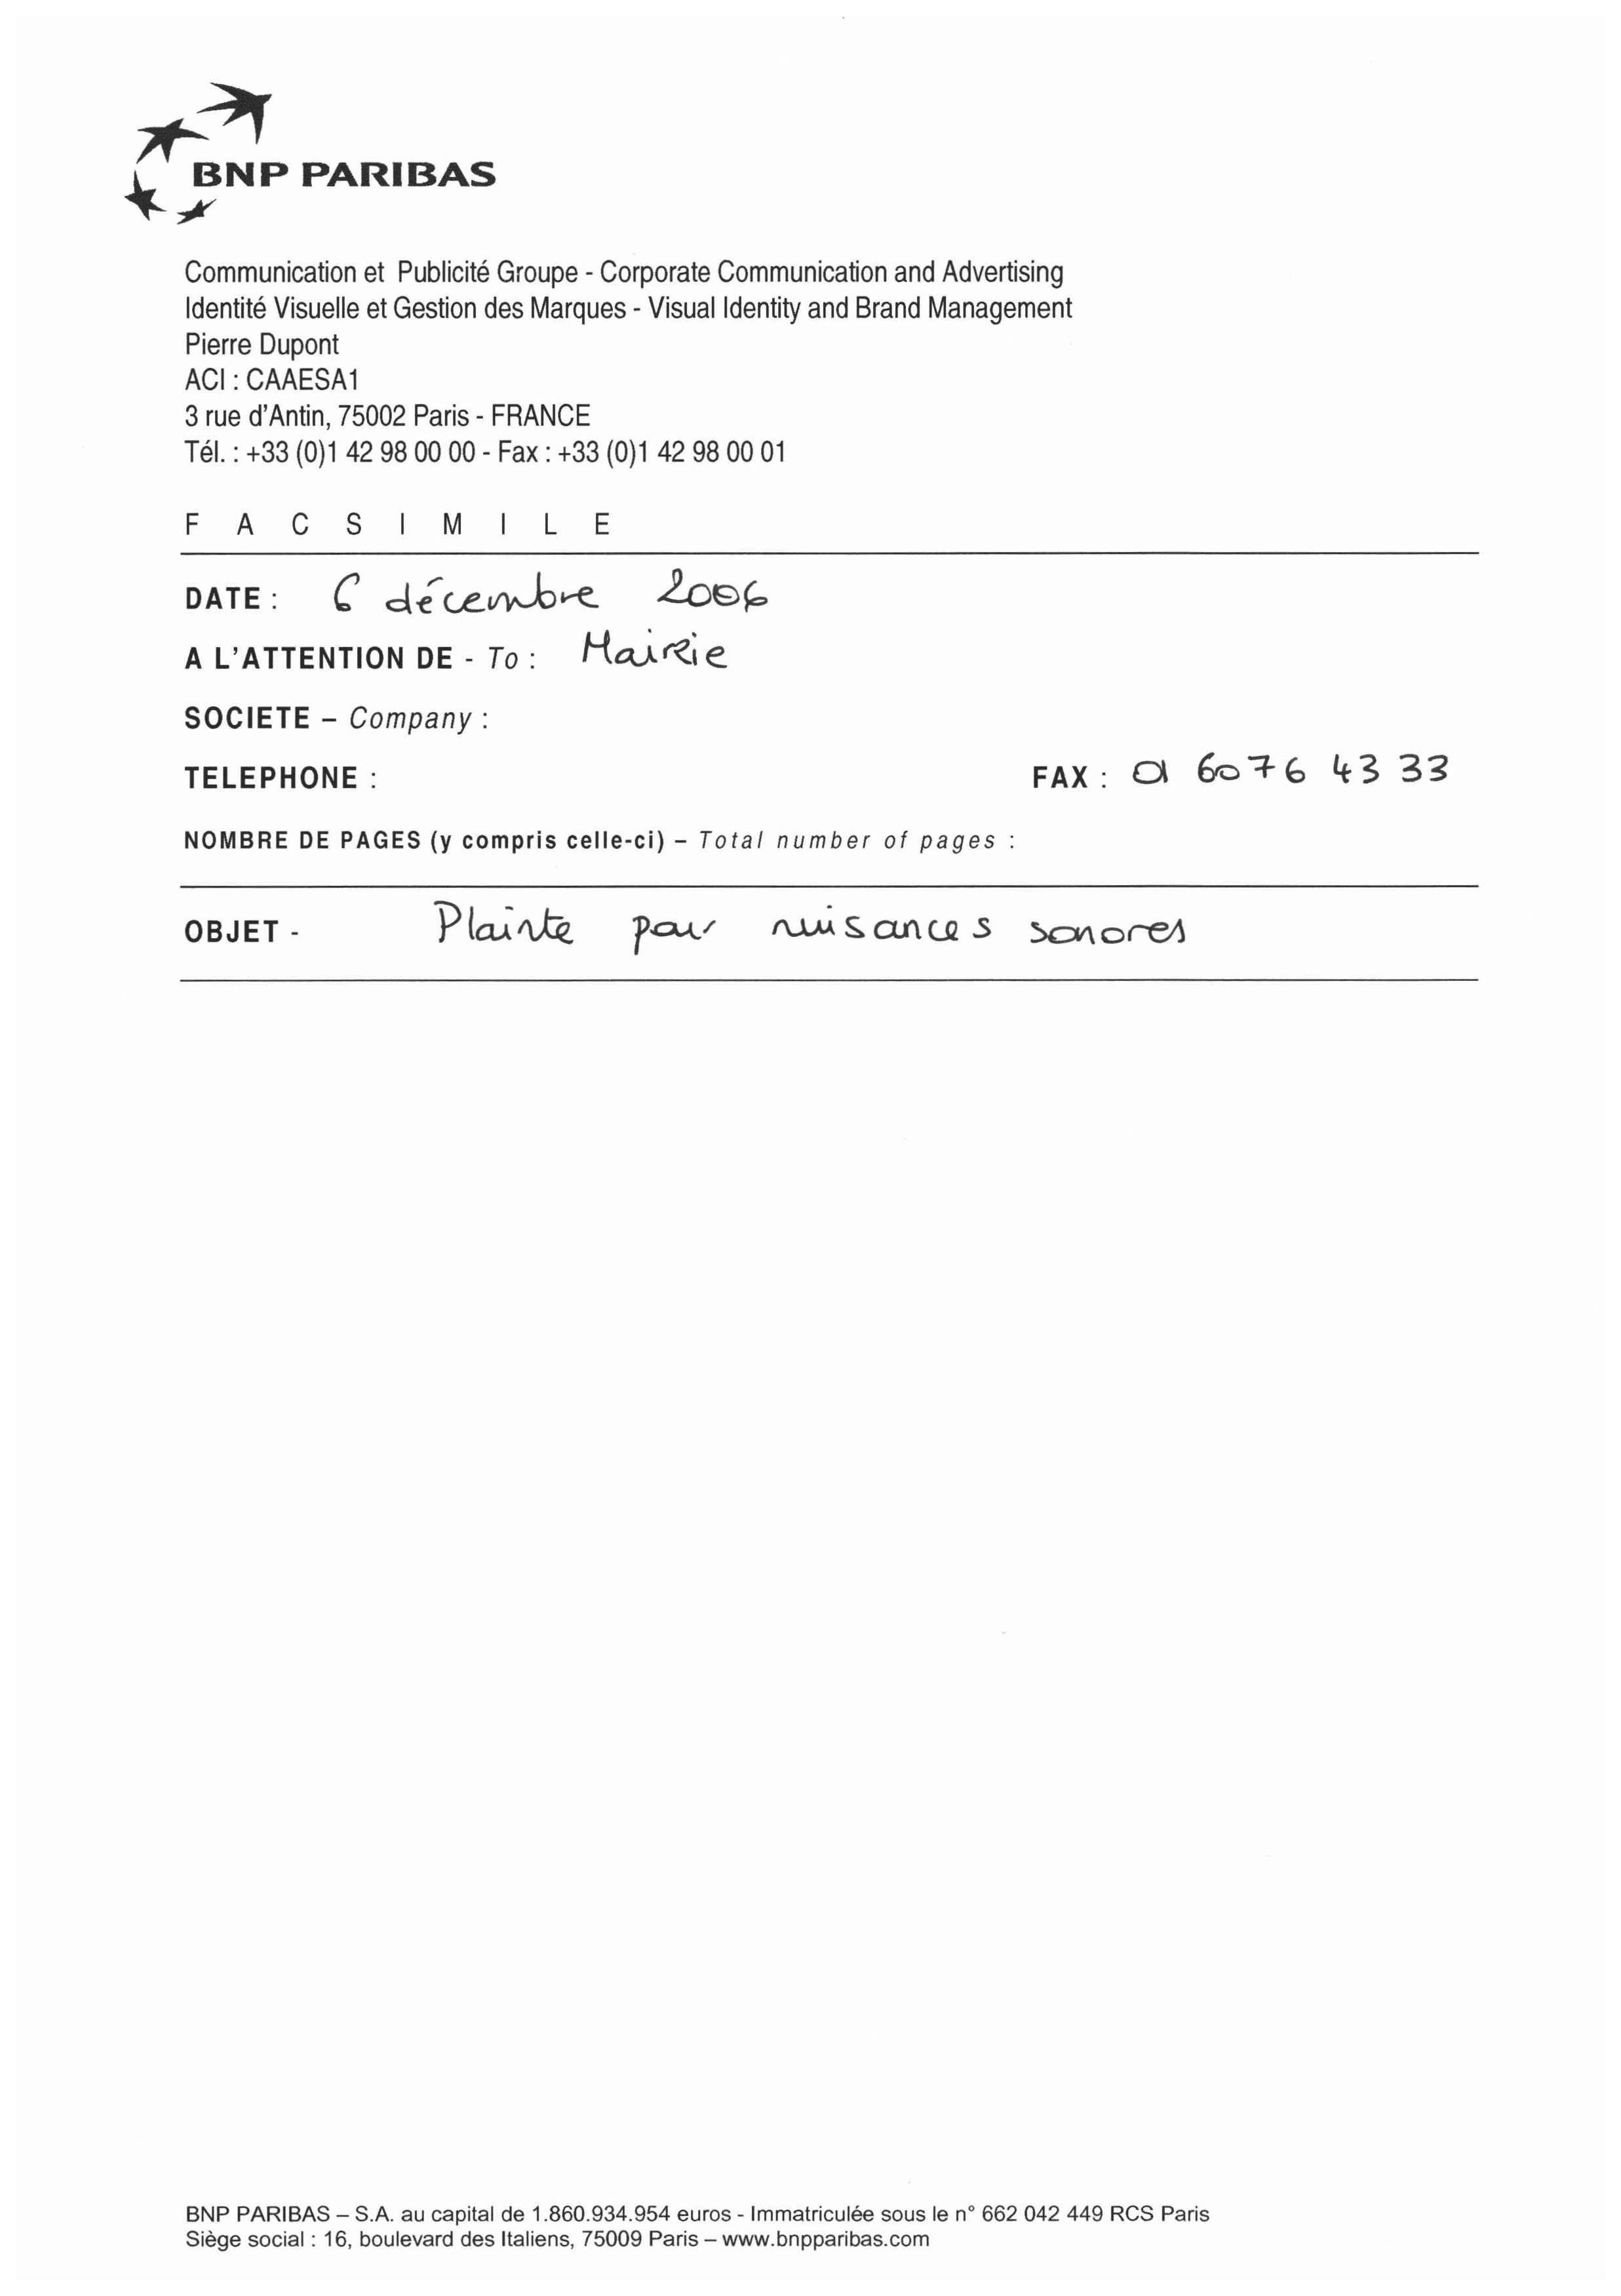 BNP PARIBAS
Communication et Publicité Groupe - Corporate Communication and Advertising
Identité Visuelle et Gestion des Marques - Visual Identity and Brand Management
Pierre Dupont
ACI : CAAESA1
3 rue d'Antin, 75002 Paris - FRANCE
Tél. : +33 (0)1 42 98 00 00 - Fax : +33 (0)1 42 98 00 01
F A C S I M I L E
DATE : 6 décembre 2006
A L'ATTENTION DE - To : Mairie
SOCIETE – Company :
TELEPHONE : FAX : 01 60 76 43 33
NOMBRE DE PAGES (y compris celle-ci) – Total number of pages :
OBJET - Plainte pour nuisances sonores
BNP PARIBAS – S.A. au capital de 1.860.934.954 euros - Immatriculée sous le n° 662 042 449 RCS Paris
Siège social : 16, boulevard des Italiens, 75009 Paris – www.bnpparibas.com